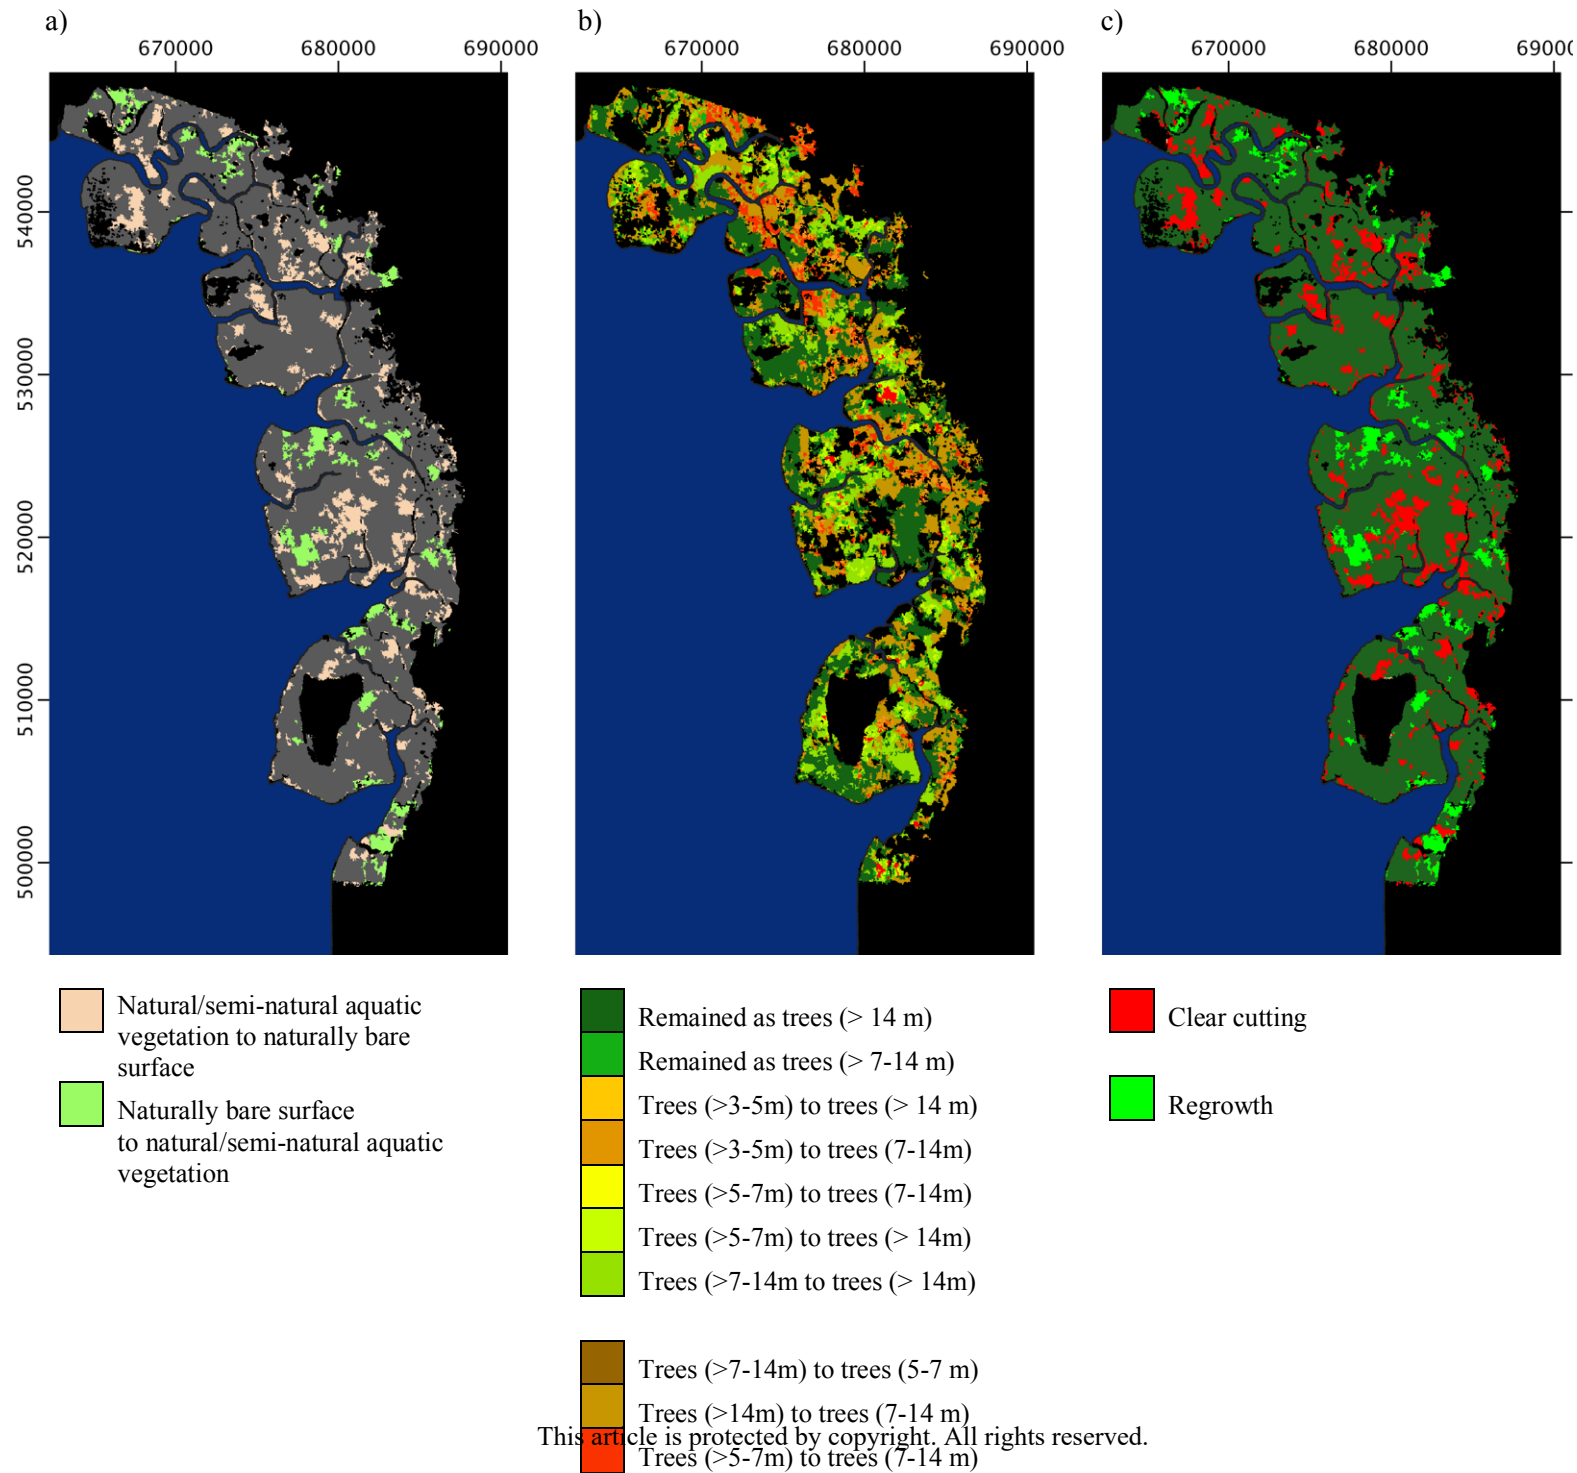 a)
b)
c)
670000 680000 690000
670000 680000 690000
670000 680000 69000
540000
530000
520000
510000
500000
Natural/semi-natural aquatic
vegetation to naturally bare
surface
Naturally bare surface
to natural/semi-natural aquatic
vegetation
Remained as trees (> 14 m)
Remained as trees (> 7-14 m)
Trees (>3-5m) to trees (> 14 m)
Trees (>3-5m) to trees (7-14m)
Trees (>5-7m) to trees (7-14m)
Trees (>5-7m) to trees (> 14m)
Trees (>7-14m to trees (> 14m)
Trees (>7-14m) to trees (5-7 m)
Trees (>14m) to trees (7-14 m)
Trees (>5-7m) to trees (7-14 m)
Clear cutting
Regrowth
This article is protected by copyright. All rights reserved.